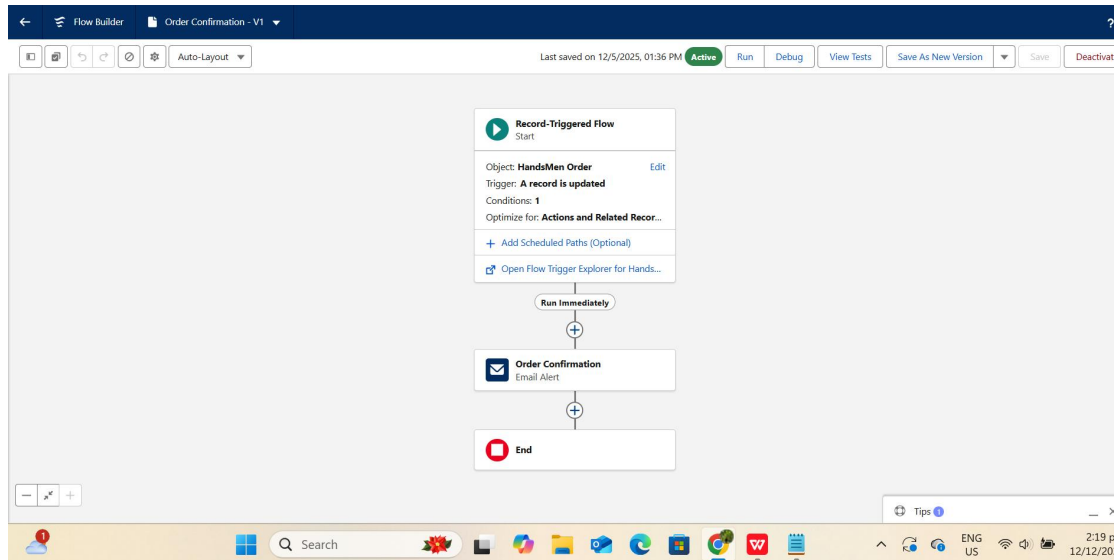 Flow Builder
Order Confirmation - V1
?
Auto-Layout
Last saved on 12/5/2025, 01:36 PM
Active
Run
Debug
View Tests
Save As New Version
Save
Deactivat
Record-Triggered Flow
Start
Object: HandsMen Order
Edit
Trigger: A record is updated
Conditions: 1
Optimize for: Actions and Related Recor...
+ Add Scheduled Paths (Optional)
Open Flow Trigger Explorer for Hands...
Run Immediately
Order Confirmation
Email Alert
End
Tips 1
1
Search
ENG
US
2:19 p
12/12/20